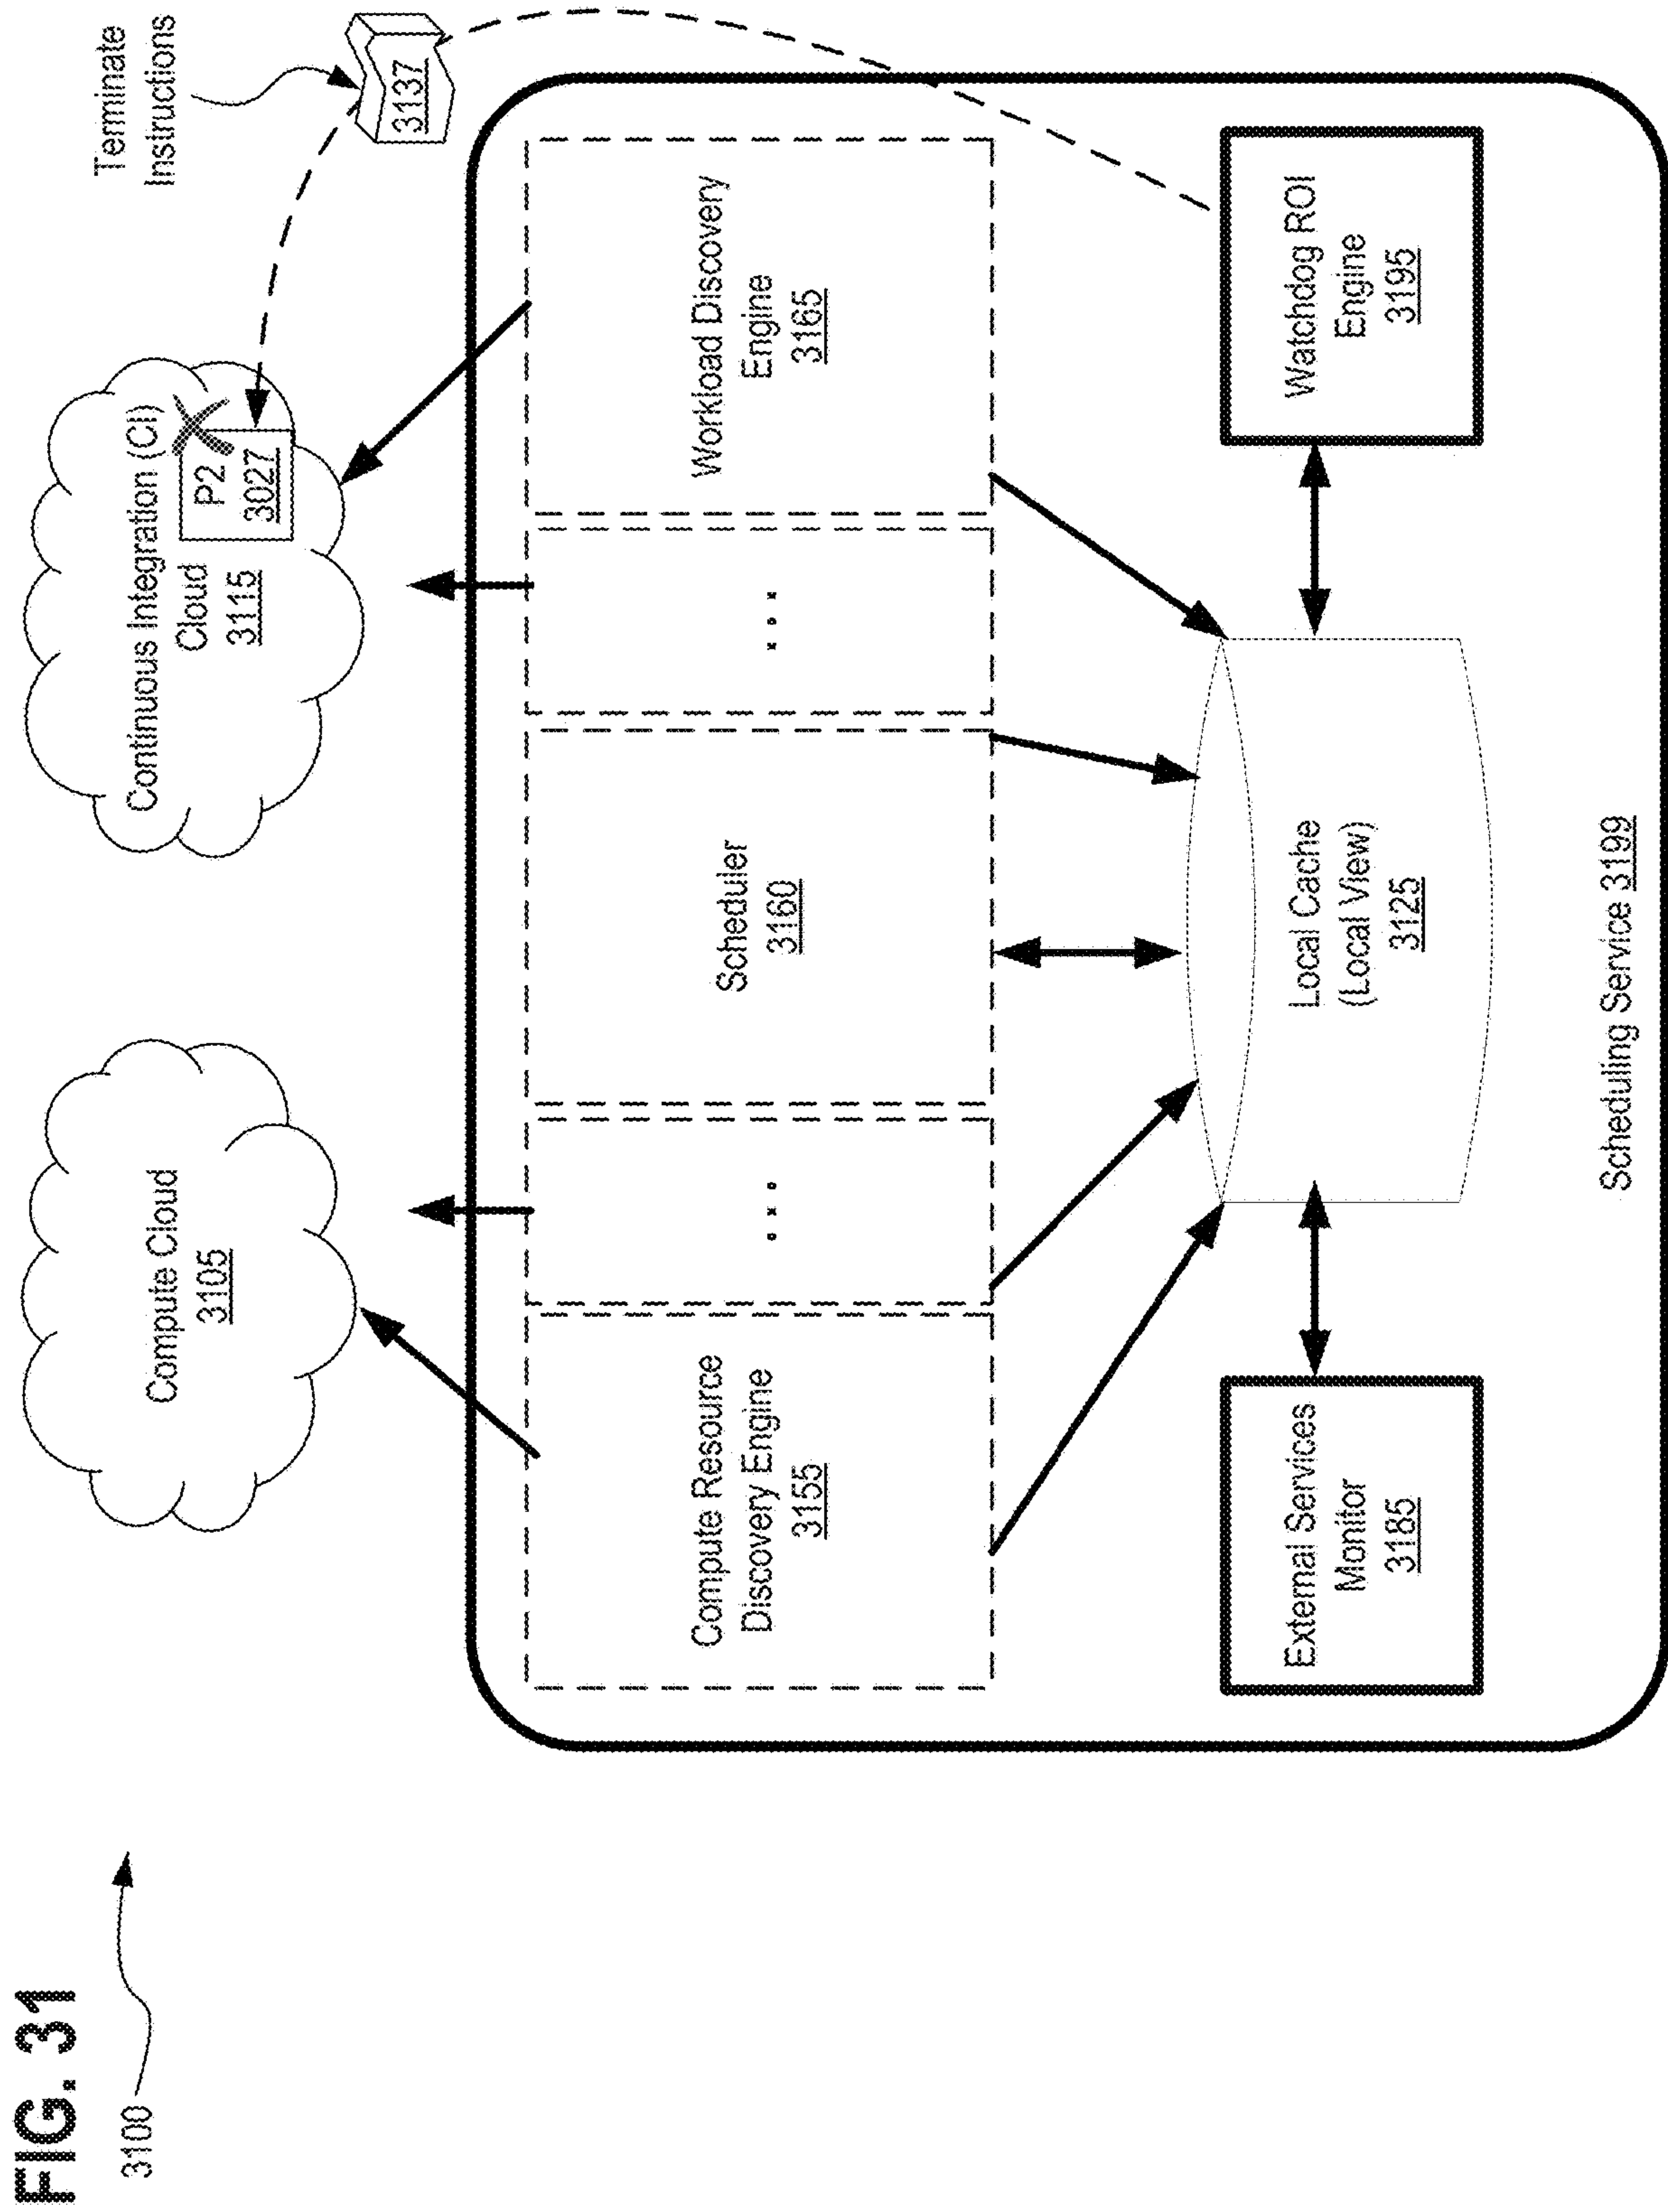 FIG. 31
3100
Compute Cloud
3105
Continuous Integration (CI)
Cloud
3115
P2
3027
Terminate
Instructions
3137
Compute Resource
Discovery Engine
3155
Scheduler
3160
Workload Discovery
Engine
3165
External Services
Monitor
3185
Local Cache
(Local View)
3125
Watchdog ROI
Engine
3195
Scheduling Service 3199